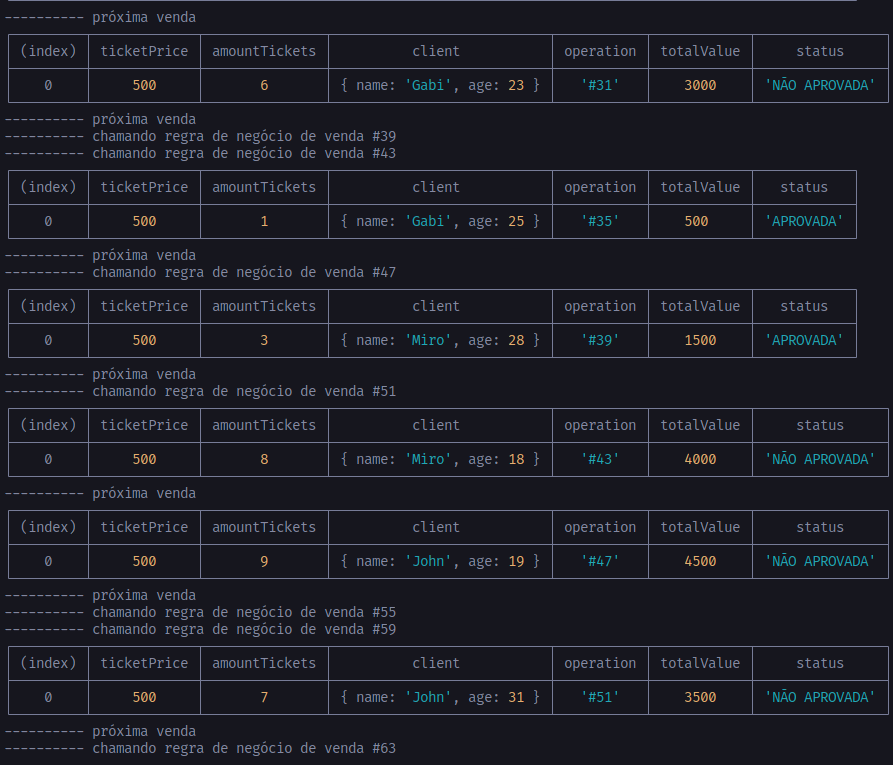 ---------- próxima venda
(index) ticketPrice amountTickets client operation totalValue status
0 500 6 { name: 'Gabi', age: 23 } '#31' 3000 'NÃO APROVADA'
---------- próxima venda
---------- chamando regra de negócio de venda #39
---------- chamando regra de negócio de venda #43
(index) ticketPrice amountTickets client operation totalValue status
0 500 1 { name: 'Gabi', age: 25 } '#35' 500 'APROVADA'
---------- próxima venda
---------- chamando regra de negócio de venda #47
(index) ticketPrice amountTickets client operation totalValue status
0 500 3 { name: 'Miro', age: 28 } '#39' 1500 'APROVADA'
---------- próxima venda
---------- chamando regra de negócio de venda #51
(index) ticketPrice amountTickets client operation totalValue status
0 500 8 { name: 'Miro', age: 18 } '#43' 4000 'NÃO APROVADA'
---------- próxima venda
(index) ticketPrice amountTickets client operation totalValue status
0 500 9 { name: 'John', age: 19 } '#47' 4500 'NÃO APROVADA'
---------- próxima venda
---------- chamando regra de negócio de venda #55
---------- chamando regra de negócio de venda #59
(index) ticketPrice amountTickets client operation totalValue status
0 500 7 { name: 'John', age: 31 } '#51' 3500 'NÃO APROVADA'
---------- próxima venda
---------- chamando regra de negócio de venda #63